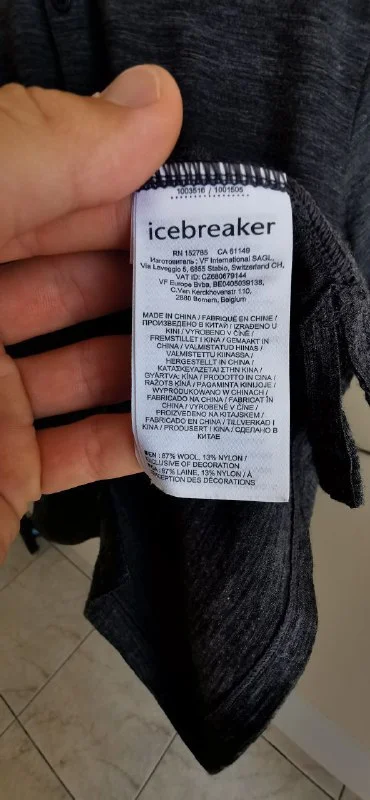 1003516 / 1001505
icebreaker
RN 152785 CA 61149
Изготовитель : VF International SAGL,
Via Laveggio 5, 6855 Stabio, Switzerland CH,
VAT ID: CZ680679144
VF Europe Bvba, BE0405039138,
C.Van Kerckhovenstr 110,
2880 Bornem, Belgium
MADE IN CHINA / FABRIQUÉ EN CHINE /
ПРОИЗВЕДЕНО В КИТАЙ / IZRAĐENO U
KINI / VYROBENO V ČÍNĚ /
FREMSTILLET I KINA / GEMAAKT IN
CHINA / VALMISTATUD HIINAS /
VALMISTETTU KIINASSA /
HERGESTELLT IN CHINA /
ΚΑΤΑΣΚΕΥΑΖΕΤΑΙ ΣΤΗΝ ΚΙΝΑ /
GYÁRTVA: KÍNA / PRODOTTO IN CINA /
RAŽOTS ĶĪNĀ / PAGAMINTA KINIJOJE /
WYPRODUKOWANO W CHINACH /
FABRICADO NA CHINA / FABRICAT ÎN
CHINA / VYROBENÉ V ČÍNE /
PROIZVEDENO NA KITAJSKEM /
FABRICADO EN CHINA / TILLVERKAD I
KINA / PRODUSERT I KINA / СДЕЛАНО В
КИТАЕ
EN : 87% WOOL, 13% NYLON /
EXCLUSIVE OF DECORATION
87% LAINE, 13% NYLON / À
EXCEPTION DES DÉCORATIONS